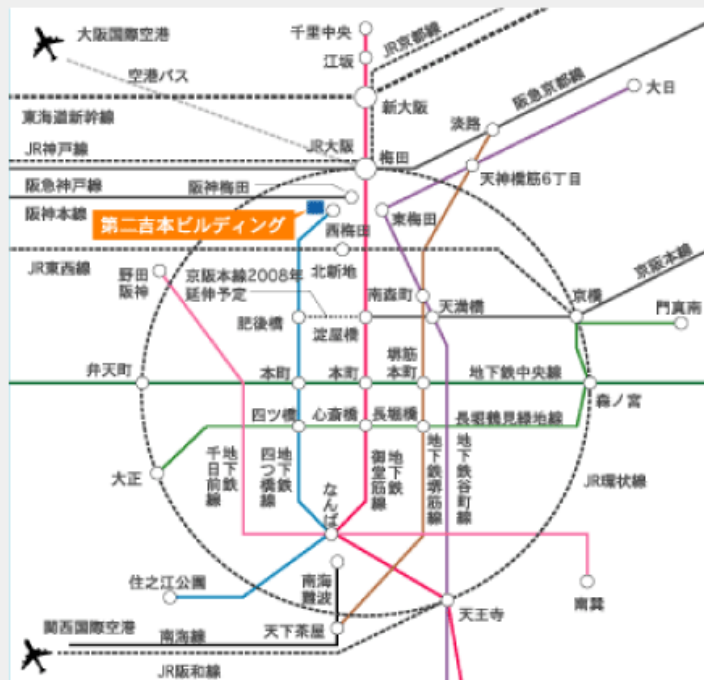 大阪国際空港
千里中央
JR京都線
江坂
空港バス
新大阪
阪急京都線
大日
東海道新幹線
淡路
JR神戸線
JR大阪
梅田
阪急神戸線
阪神梅田
天神橋筋6丁目
阪神本線
第二吉本ビルディング
西梅田
東梅田
JR東西線
北新地
京阪本線
野田
阪神
京阪本線2008年
延伸予定
南森町
天満橋
京橋
門真南
肥後橋
淀屋橋
弁天町
本町
本町
堺筋
本町
地下鉄中央線
森ノ宮
四ツ橋
心斎橋
長堀橋
長堀鶴見緑地線
大正
地下鉄
千日前線
地下鉄
四つ橋線
地下鉄
御堂筋線
地下鉄堺筋線
地下鉄谷町線
JR環状線
なんば
住之江公園
南海
難波
南巽
関西国際空港
南海線
天下茶屋
天王寺
JR阪和線